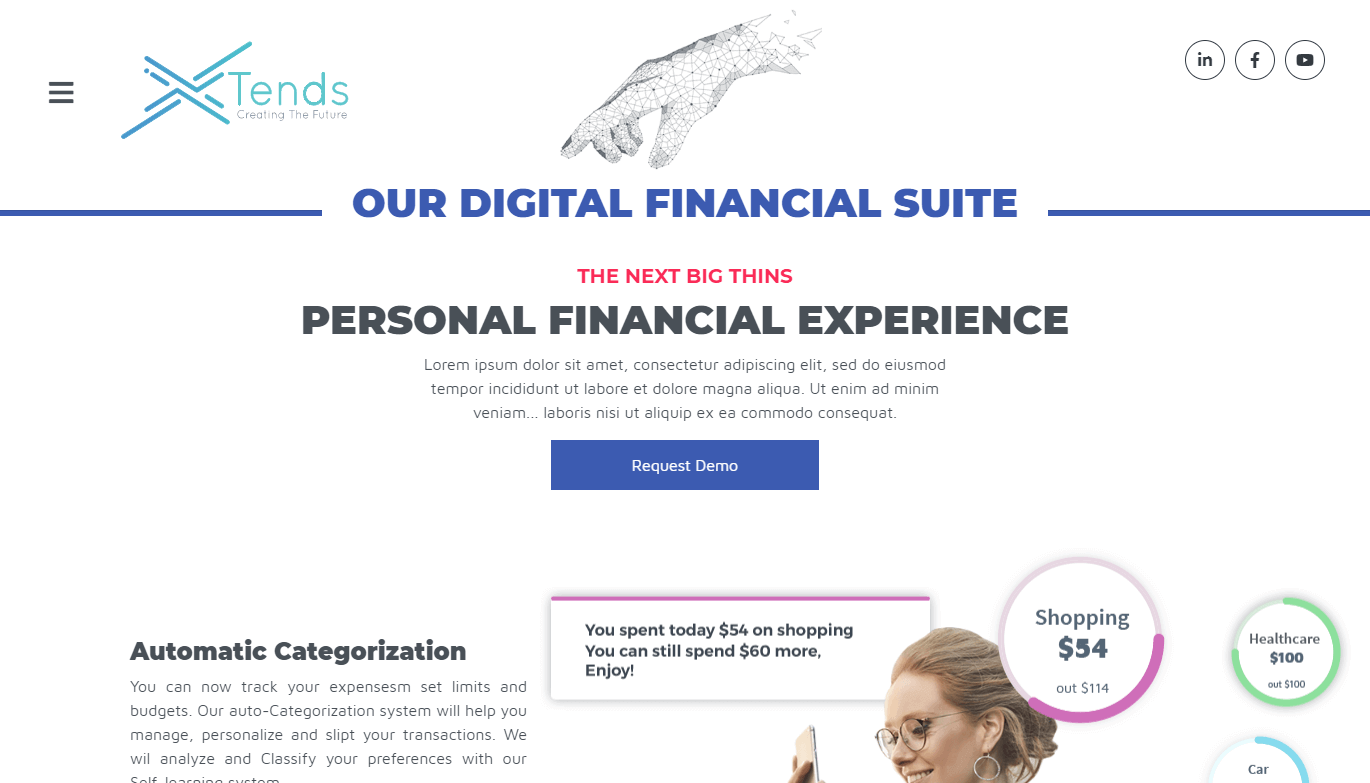 Tends
Creating The Future
OUR DIGITAL FINANCIAL SUITE
THE NEXT BIG THINS
PERSONAL FINANCIAL EXPERIENCE
Lorem ipsum dolor sit amet, consectetur adipiscing elit, sed do eiusmod
tempor incididunt ut labore et dolore magna aliqua. Ut enim ad minim
veniam... laboris nisi ut aliquip ex ea commodo consequat.
Request Demo
Automatic Categorization
You can now track your expensesm set limits and
budgets. Our auto-Categorization system will help you
manage, personalize and slipt your transactions. We
wil analyze and Classify your preferences with our
Self-learning system.
You spent today $54 on shopping
You can still spend $60 more,
Enjoy!
Shopping
$54
out $114
Healthcare
$100
out $100
Car